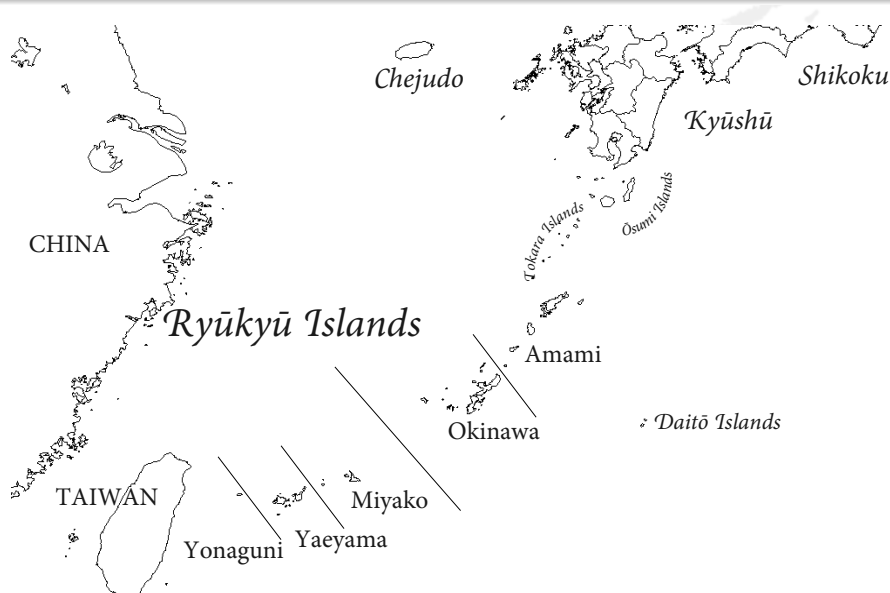 Chejudo
Shikoku
Kyūshū
Ōsumi Islands
Tokara Islands
CHINA
Ryūkyū Islands
Amami
Okinawa
Daitō Islands
TAIWAN
Miyako
Yaeyama
Yonaguni